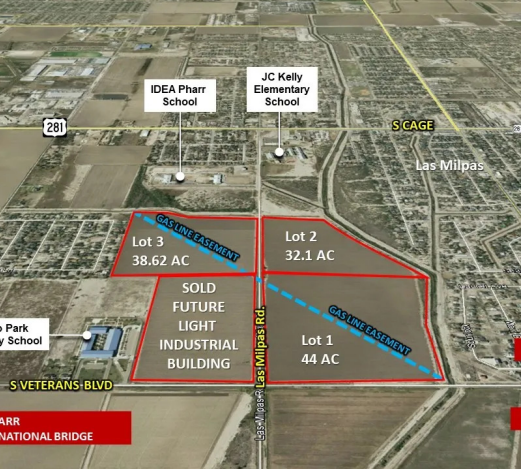 IDEA Pharr
School
JC Kelly
Elementary
School
281
S CAGE
Las Milpas
GAS LINE EASEMENT
Lot 3
38.62 AC
Lot 2
32.1 AC
SOLD
FUTURE
LIGHT
INDUSTRIAL
BUILDING
Las Milpas Rd.
GAS LINE EASEMENT
Lot 1
44 AC
Park
y School
S VETERANS BLVD
Las Milpas R
ARR
NATIONAL BRIDGE